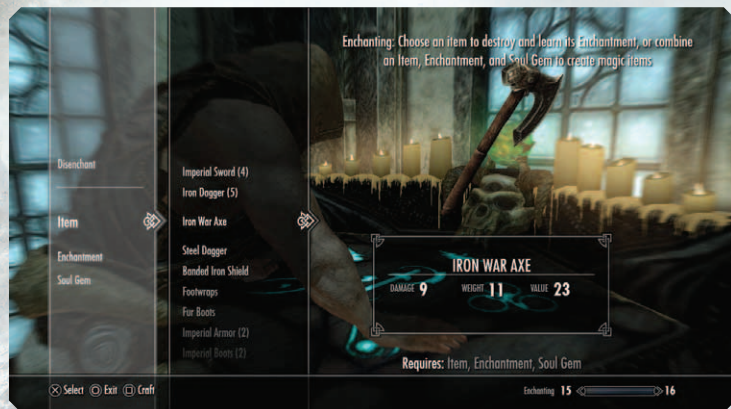 Enchanting: Choose an item to destroy and learn its Enchantment, or combine
an Item, Enchantment, and Soul Gem to create magic items
Disenchant
Item
Enchantment
Soul Gem
Imperial Sword (4)
Iron Dagger (5)
Iron War Axe
Steel Dagger
Banded Iron Shield
Footwraps
Fur Boots
Imperial Armor (2)
Imperial Boots (2)
IRON WAR AXE
DAMAGE 9 WEIGHT 11 VALUE 23
Requires: Item, Enchantment, Soul Gem
Select Exit Craft
Enchanting 15 16